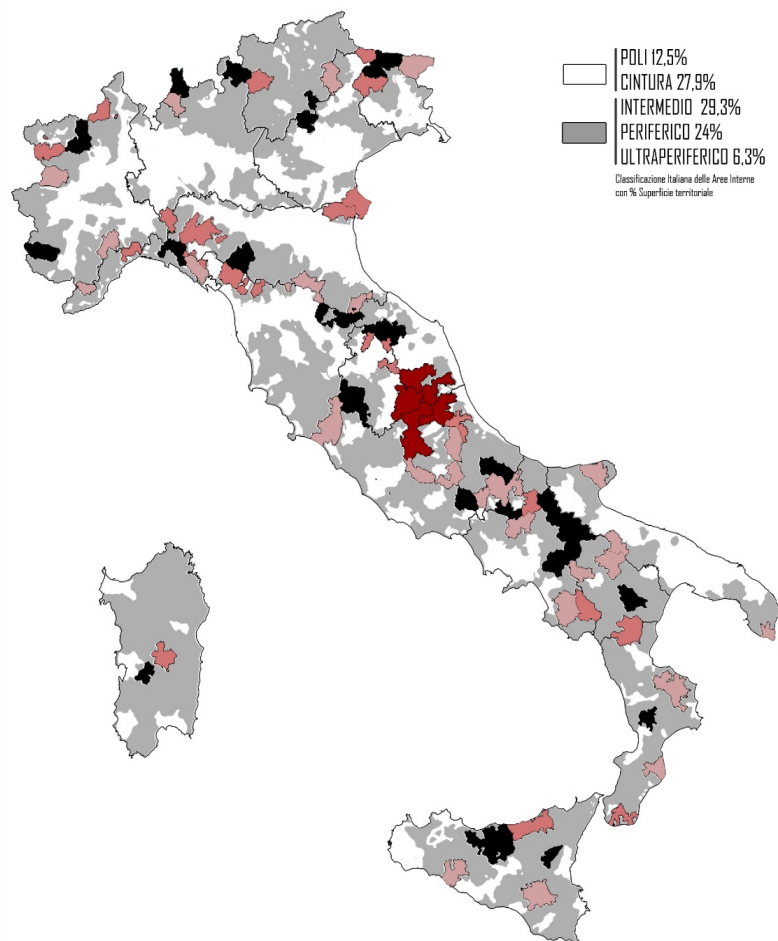 POLI 12,5%
CINTURA 27,9%
INTERMEDIO 29,3%
PERIFERICO 24%
ULTRAPERIFERICO 6,3%
Classificazione Italiana delle Aree Interne
con % Superficie territoriale